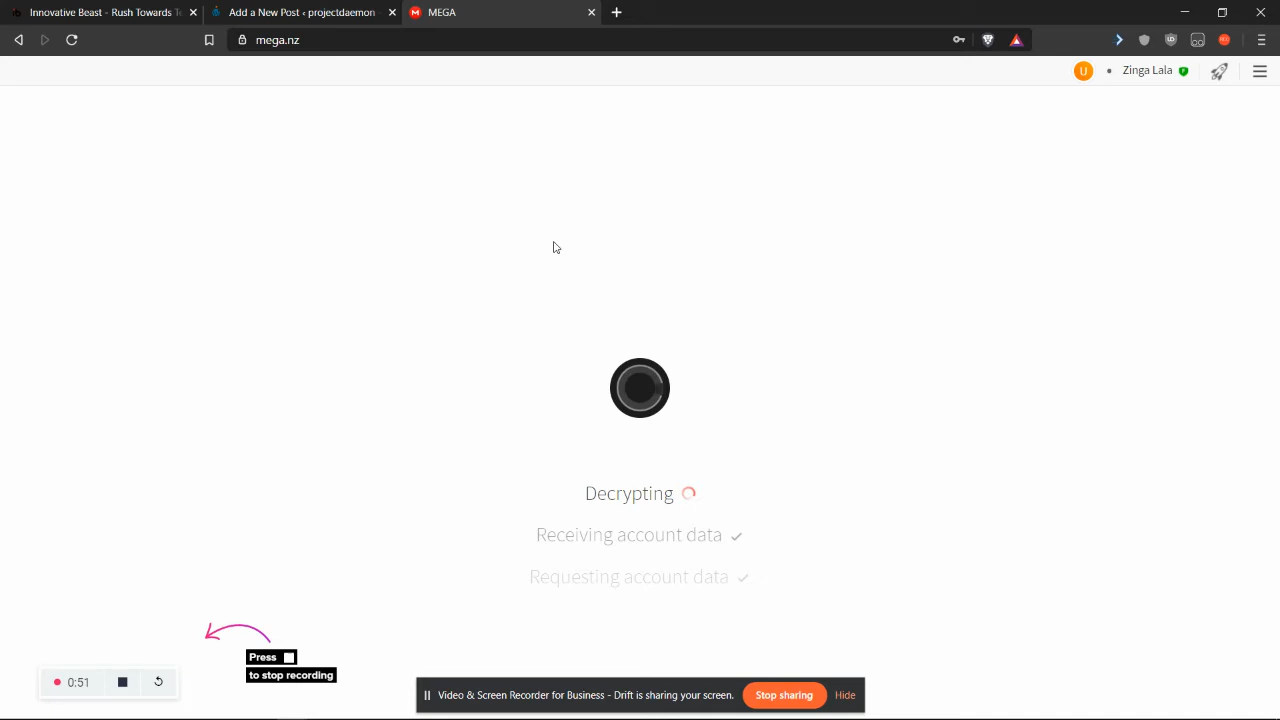 Innovative Beast - Rush Towards Te
Add a New Post ‹ projectdaemon -
MEGA
mega.nz
U
Zinga Lala
Decrypting
Receiving account data
Requesting account data
Press
to stop recording
0:51
Video & Screen Recorder for Business - Drift is sharing your screen.
Stop sharing
Hide